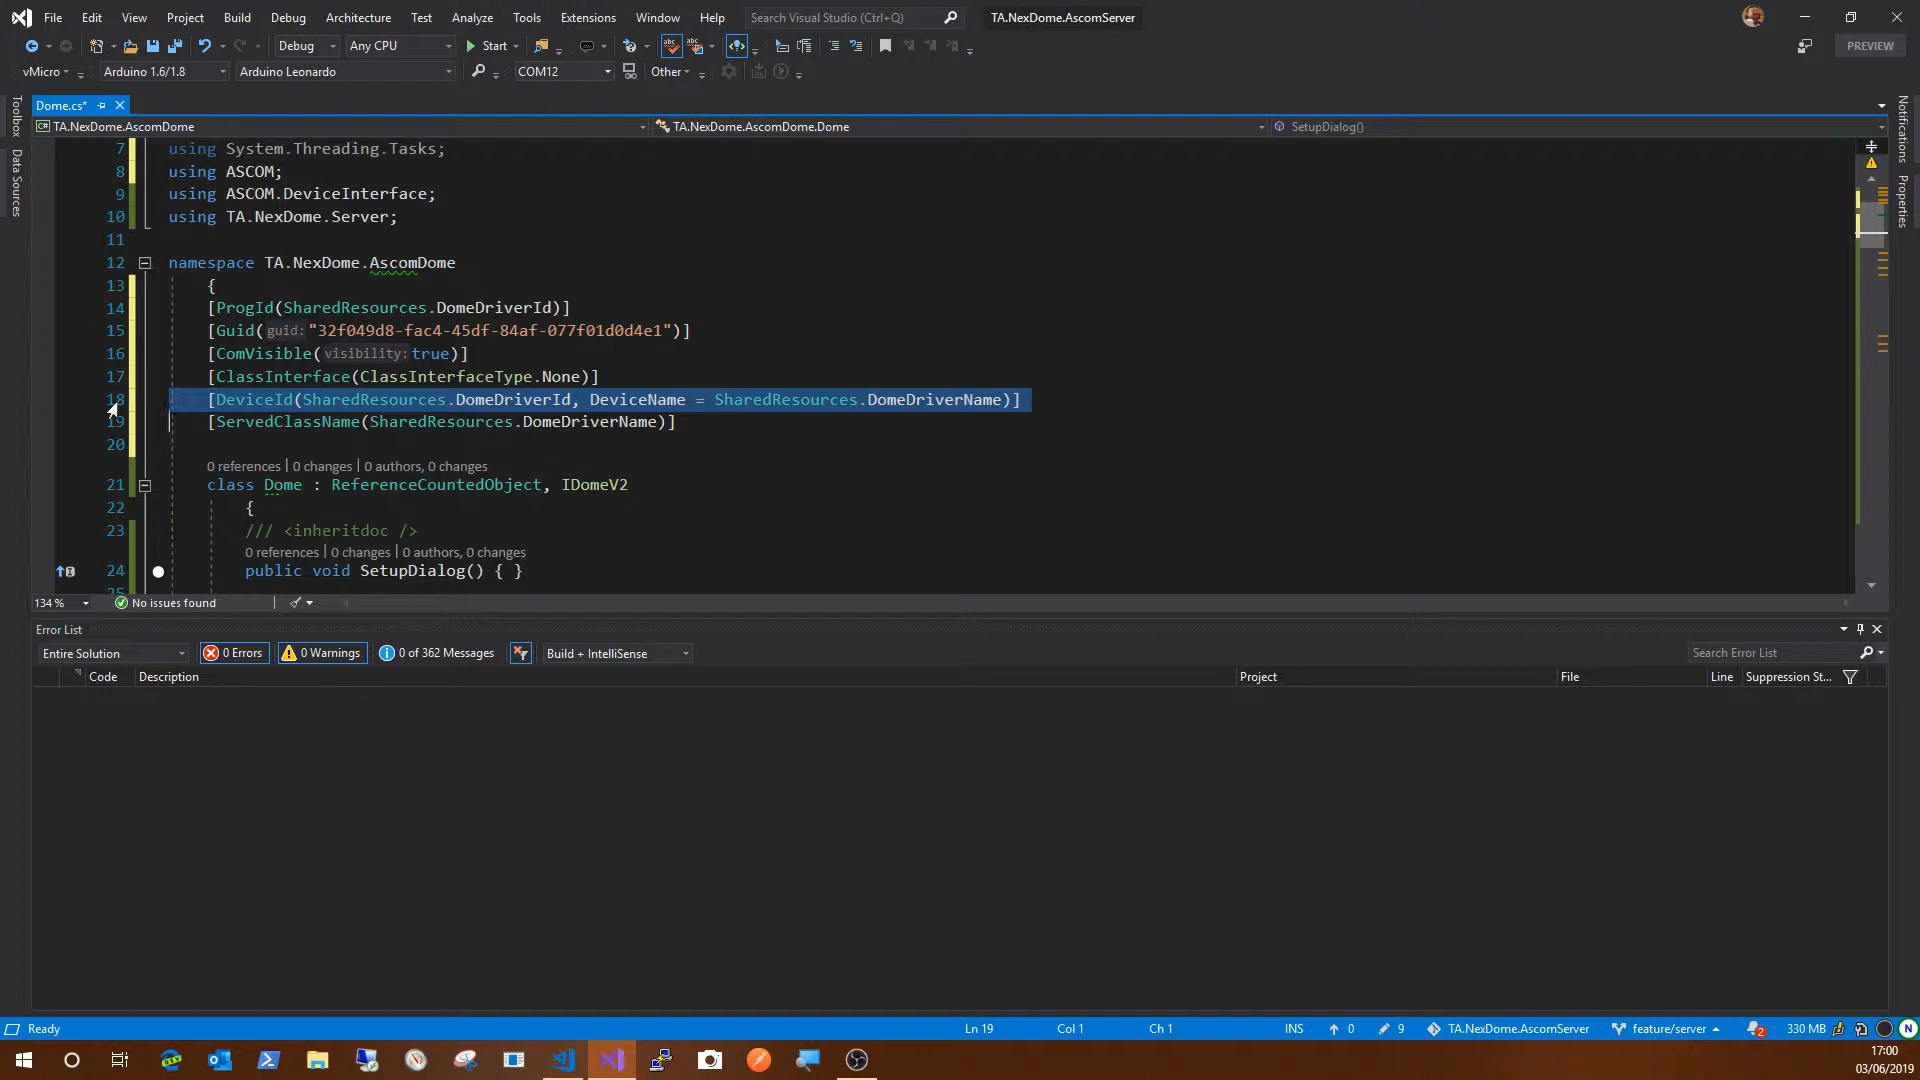 File Edit View Project Build Debug Architecture Test Analyze Tools Extensions Window Help Search Visual Studio (Ctrl+Q) TA.NexDome.AscomServer
Debug Any CPU Start PREVIEW
vMicro Arduino 1.6/1.8 Arduino Leonardo COM12 Other
Dome.cs*
TA.NexDome.AscomDome TA.NexDome.AscomDome.Dome SetupDialog()
Toolbox
Data Sources
Notifications
Properties
7 using System.Threading.Tasks;
8 using ASCOM;
9 using ASCOM.DeviceInterface;
10 using TA.NexDome.Server;
11
12 namespace TA.NexDome.AscomDome
13 {
14 [ProgId(SharedResources.DomeDriverId)]
15 [Guid(guid: "32f049d8-fac4-45df-84af-077f01d0d4e1")]
16 [ComVisible(visibility: true)]
17 [ClassInterface(ClassInterfaceType.None)]
18 [DeviceId(SharedResources.DomeDriverId, DeviceName = SharedResources.DomeDriverName)]
19 [ServedClassName(SharedResources.DomeDriverName)]
20
0 references | 0 changes | 0 authors, 0 changes
21 class Dome : ReferenceCountedObject, IDomeV2
22 {
23 /// <inheritdoc />
0 references | 0 changes | 0 authors, 0 changes
24 public void SetupDialog() { }
25
134 % No issues found
Error List
Entire Solution 0 Errors 0 Warnings 0 of 362 Messages Build + IntelliSense Search Error List
Code Description Project File Line Suppression St...
Ready Ln 19 Col 1 Ch 1 INS 0 9 TA.NexDome.AscomServer feature/server 2 330 MB N
17:00
03/06/2019